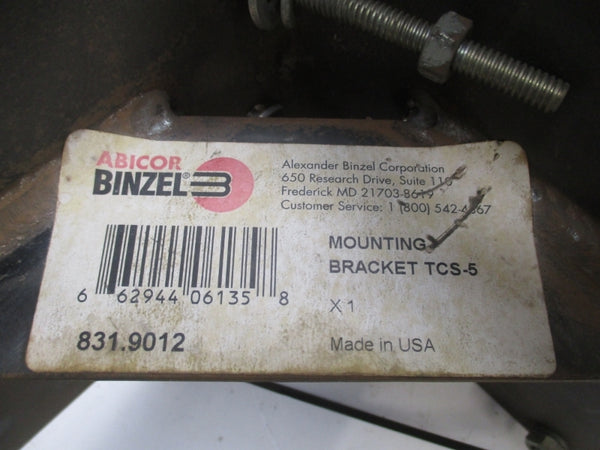 ABICOR
BINZEL®
Alexander Binzel Corporation
650 Research Drive, Suite 110
Frederick MD 21703-8619
Customer Service: 1 (800) 542-4867
MOUNTING
BRACKET TCS-5
6 62944 06135 8
X 1
831.9012
Made in USA